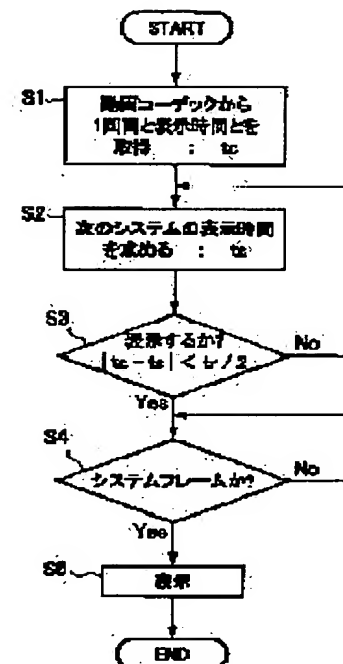 START
S1
動画コーデックから
1画面と表示時間とを
取得 : tc
S2
次のシステムの表示時間
を求める : ts
S3
表示するか?
|tc - ts| < tr / 2
No
Yes
S4
システムフレームか?
No
Yes
S5
表示
END